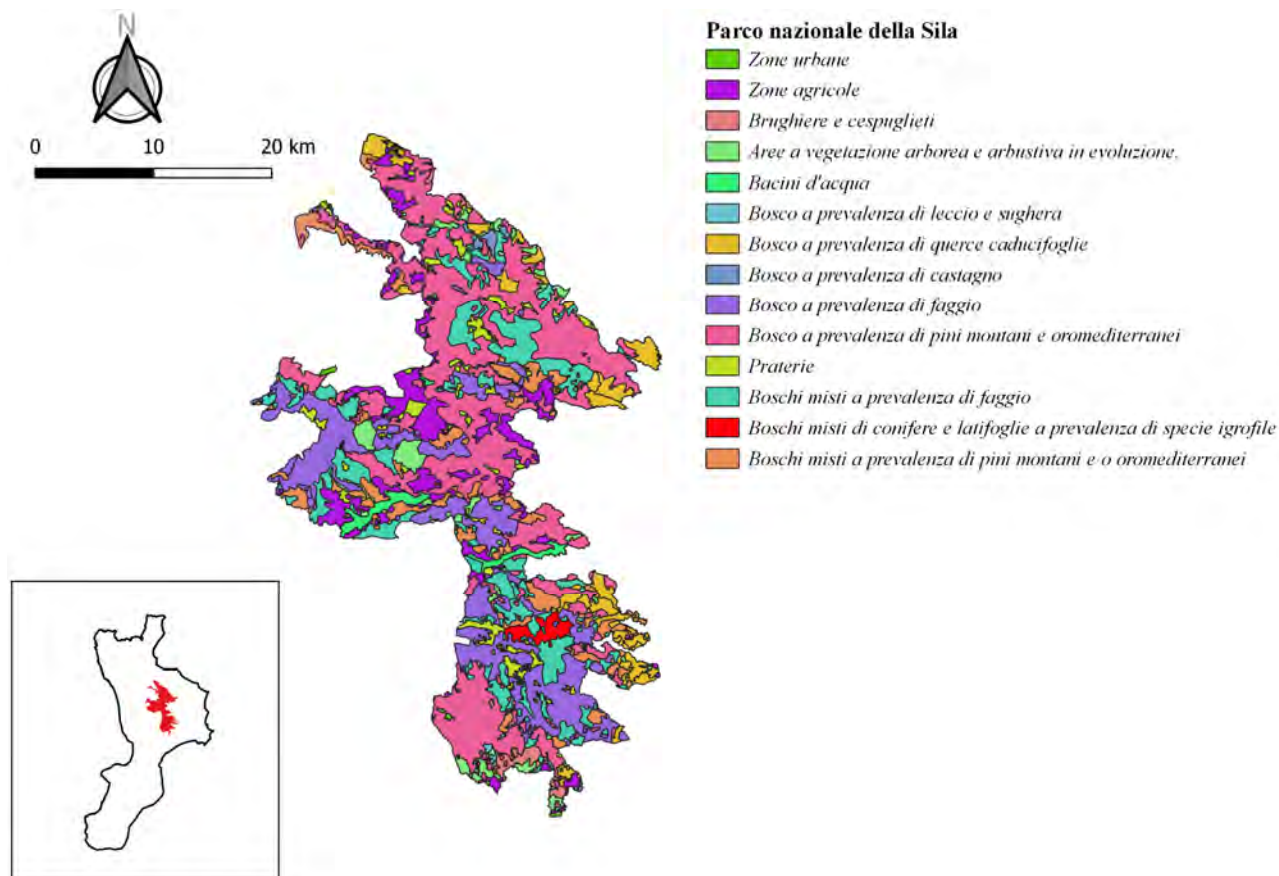 N
0 10 20 km
Parco nazionale della Sila
Zone urbane
Zone agricole
Brughiere e cespuglieti
Aree a vegetazione arborea e arbustiva in evoluzione.
Bacini d'acqua
Bosco a prevalenza di leccio e sughera
Bosco a prevalenza di querce caducifoglie
Bosco a prevalenza di castagno
Bosco a prevalenza di faggio
Bosco a prevalenza di pini montani e oromediterranei
Praterie
Boschi misti a prevalenza di faggio
Boschi misti di conifere e latifoglie a prevalenza di specie igrofile
Boschi misti a prevalenza di pini montani e o oromediterranei